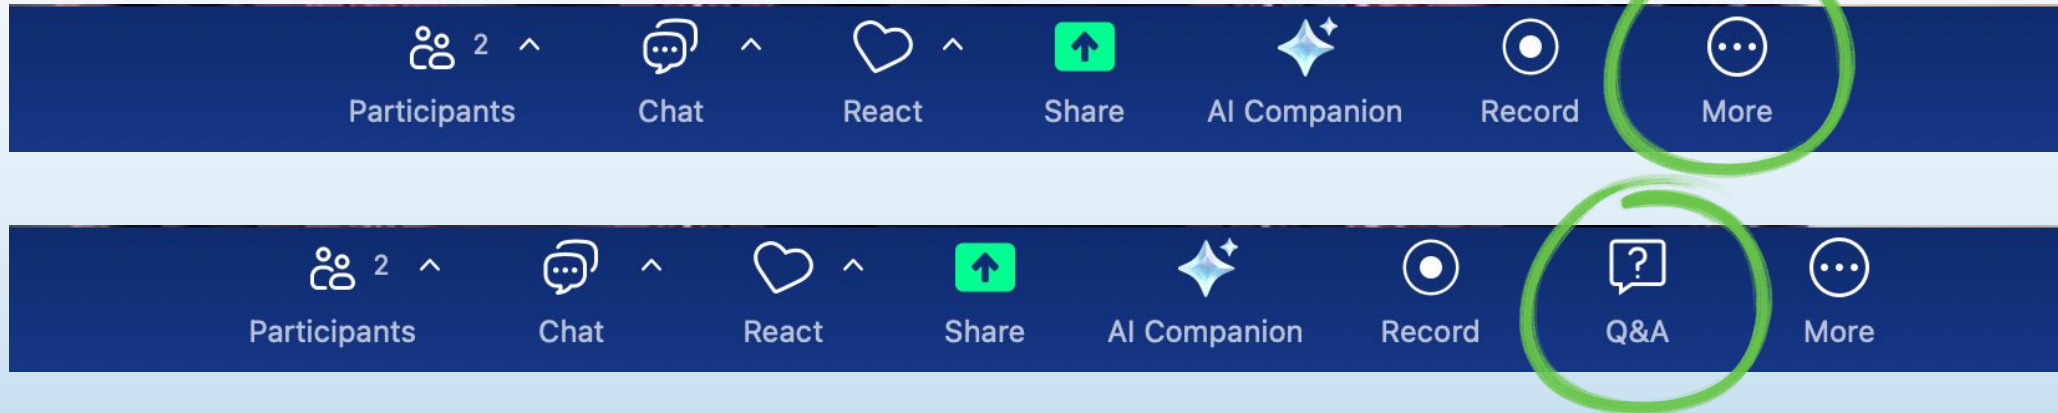 2
Participants Chat React Share AI Companion Record More
2
Participants Chat React Share AI Companion Record Q&A More